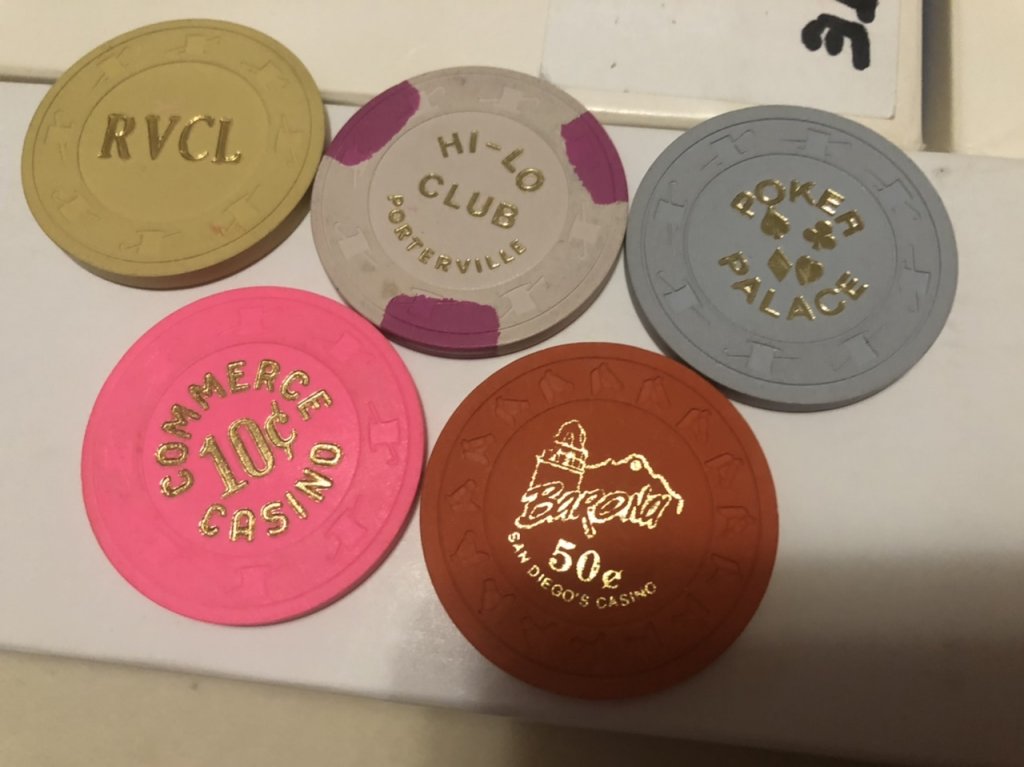 RVCL
HI-LO
CLUB
PORTERVILLE
POKER
PALACE
COMMERCE
10¢
CASINO
BARONA
50¢
SAN DIEGO'S CASINO